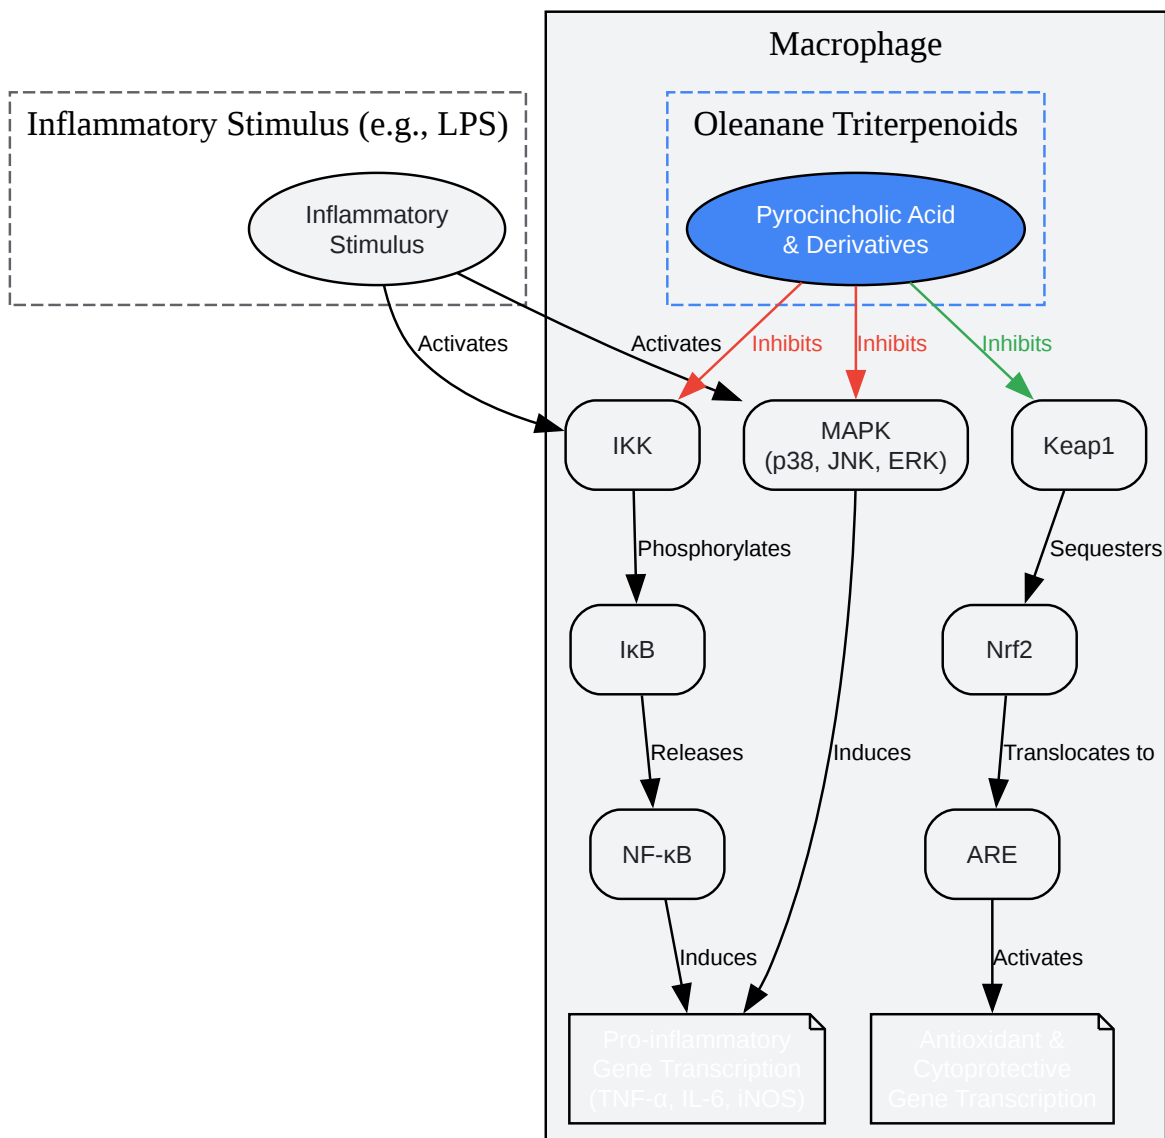 Macrophage
Inflammatory Stimulus (e.g., LPS)
Oleanane Triterpenoids
Inflammatory
Stimulus
Pyrocincholic Acid
& Derivatives
Activates
Activates
Inhibits
Inhibits
Inhibits
IKK
MAPK
(p38, JNK, ERK)
Keap1
Phosphorylates
Sequesters
IκB
Nrf2
Releases
Induces
Translocates to
NF-κB
ARE
Induces
Activates
Pro-inflammatory
Gene Transcription
(TNF-α, IL-6, iNOS)
Antioxidant &
Cytoprotective
Gene Transcription